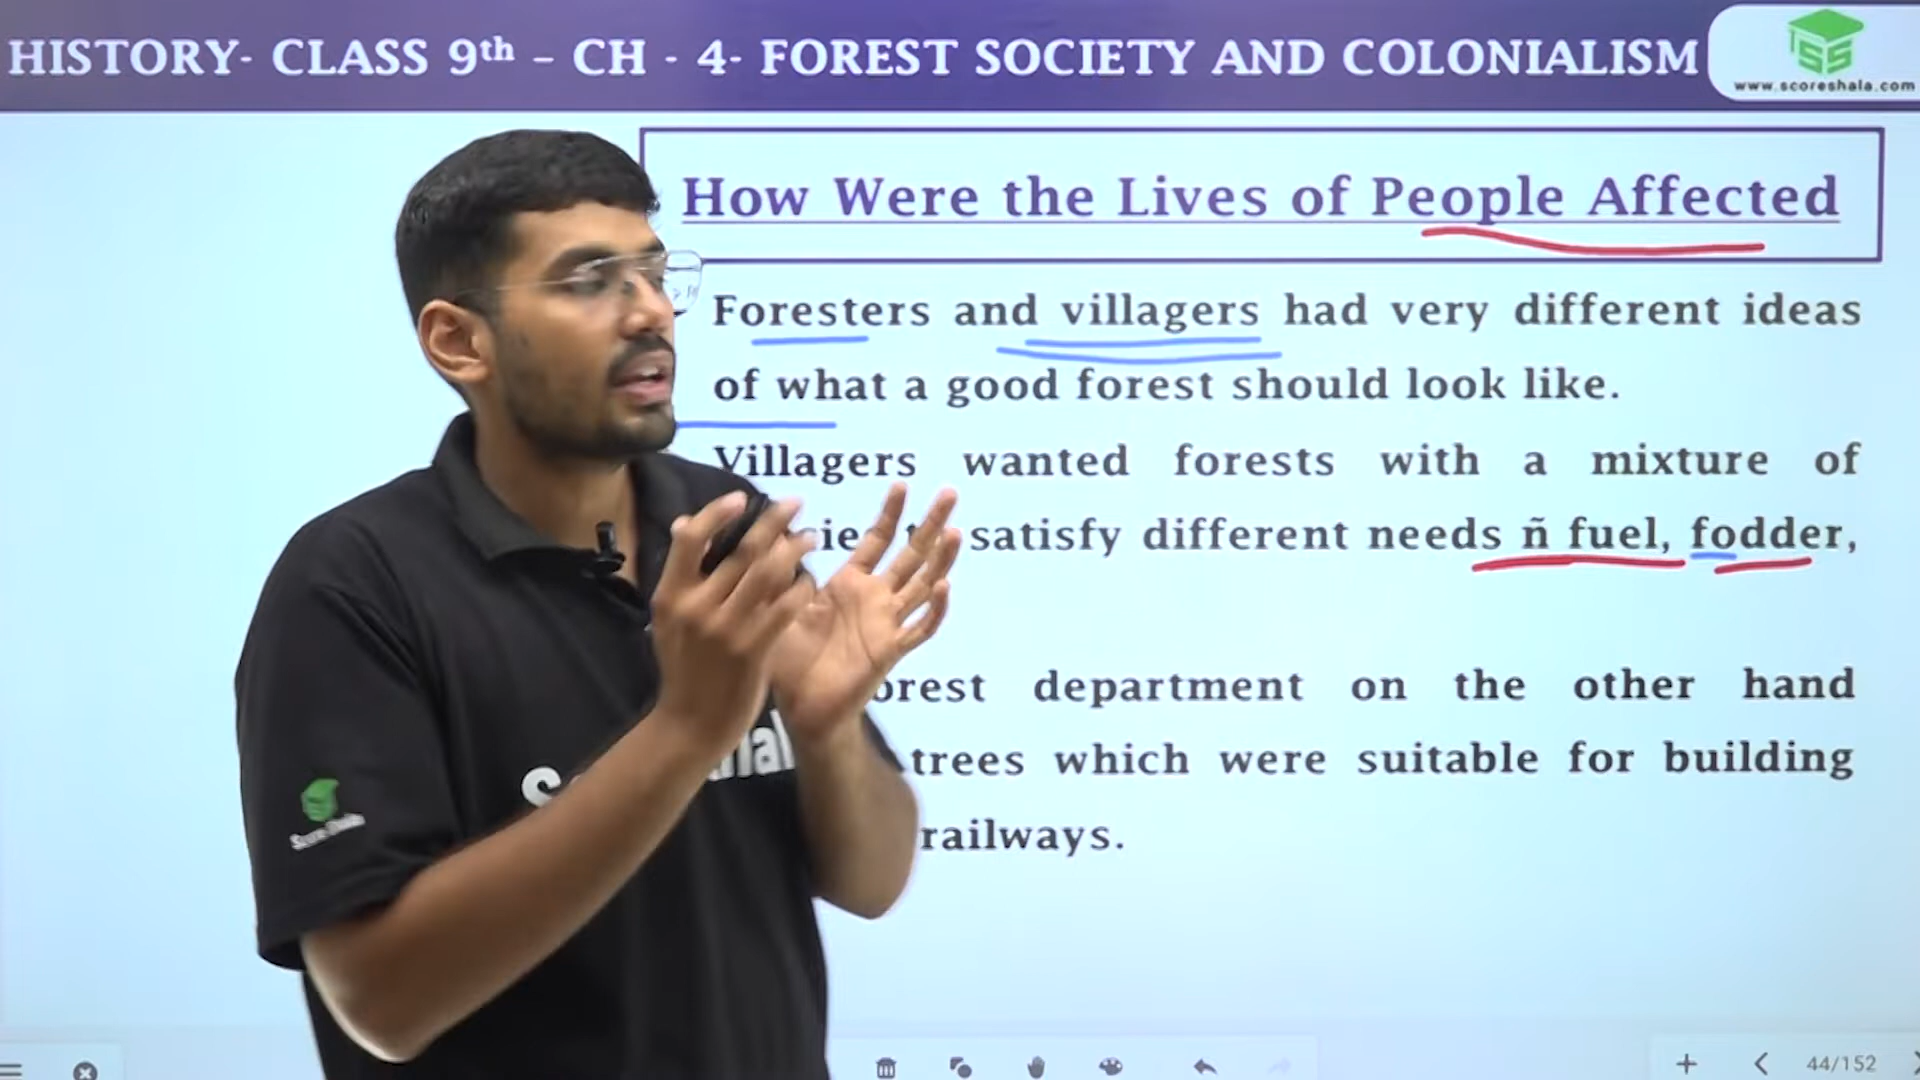 HISTORY- CLASS 9th – CH - 4- FOREST SOCIETY AND COLONIALISM
www.scoreshala.com
How Were the Lives of People Affected
Foresters and villagers had very different ideas
of what a good forest should look like.
Villagers wanted forests with a mixture of
satisfy different needs ñ fuel, fodder,
department on the other hand
trees which were suitable for building
railways.
44/152